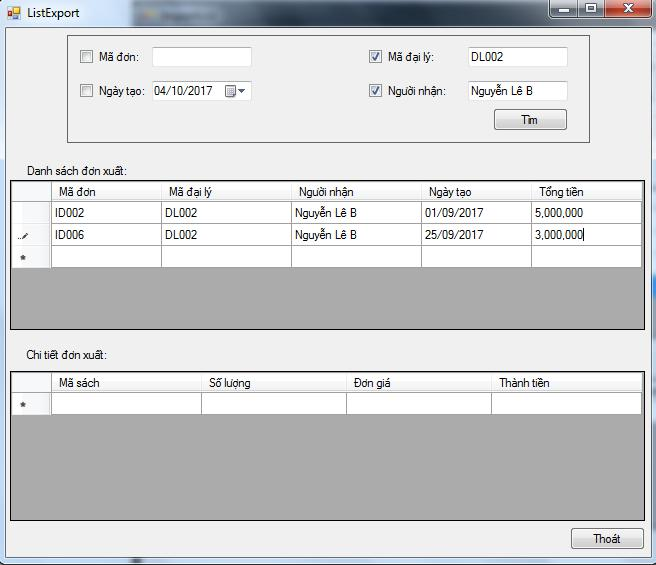 ListExport
Mã đơn: Mã đại lý: DL002
Ngày tạo: 04/10/2017 Người nhận: Nguyễn Lê B
Tìm
Danh sách đơn xuất:
Mã đơn Mã đại lý Người nhận Ngày tạo Tổng tiền
ID002 DL002 Nguyễn Lê B 01/09/2017 5,000,000
ID006 DL002 Nguyễn Lê B 25/09/2017 3,000,000
Chi tiết đơn xuất:
Mã sách Số lượng Đơn giá Thành tiền
Thoát